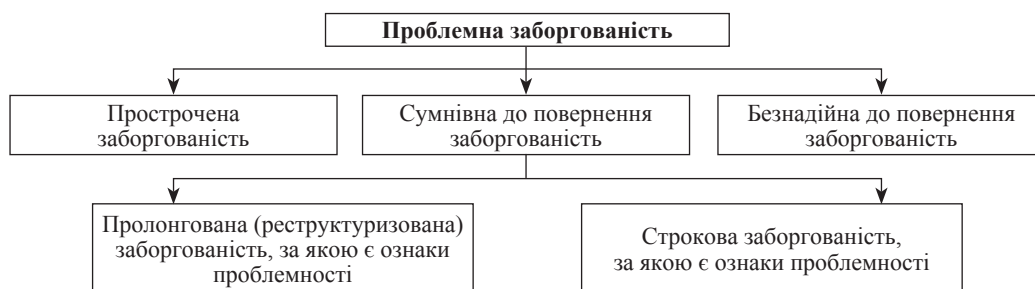 Проблемна заборгованість
Прострочена
заборгованість
Сумнівна до повернення
заборгованість
Безнадійна до повернення
заборгованість
Пролонгована (реструктуризована)
заборгованість, за якою є ознаки
проблемності
Строкова заборгованість,
за якою є ознаки проблемності